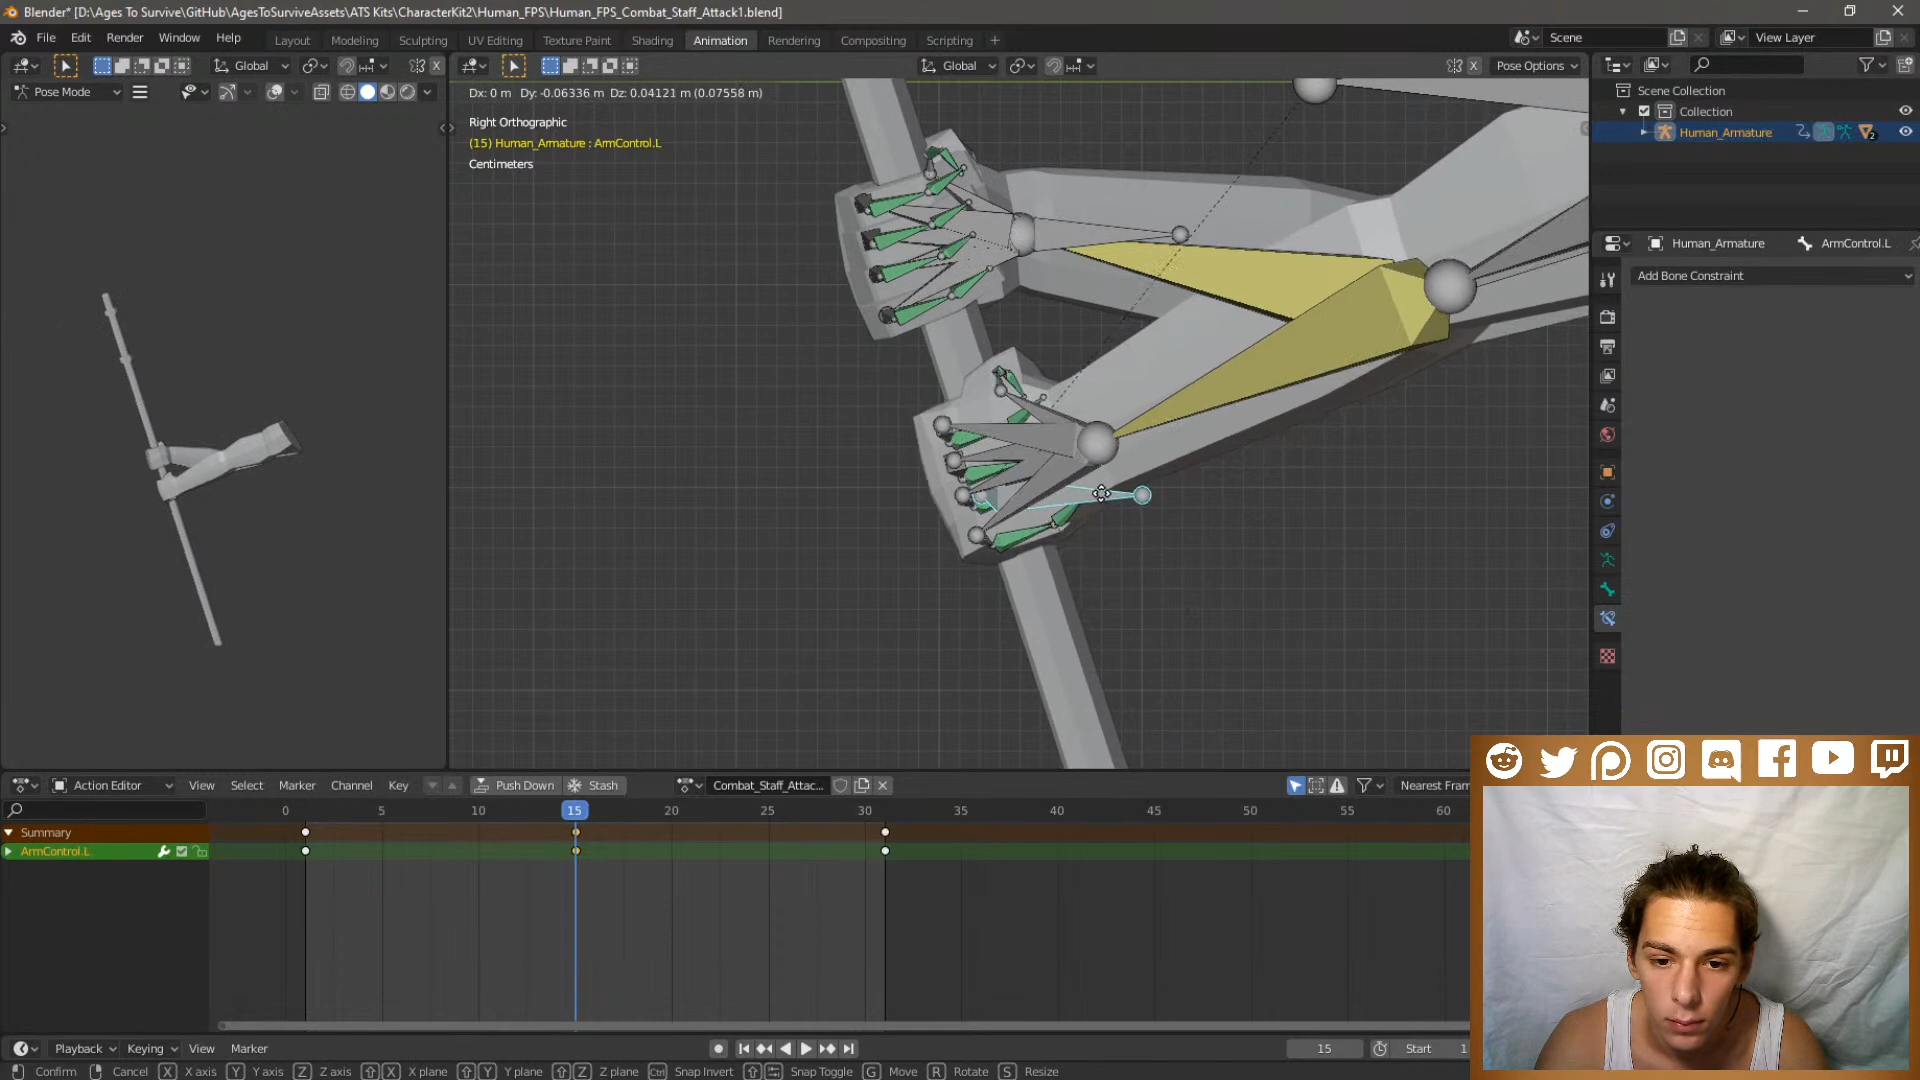 Blender* [D:\Ages To Survive\GitHub\AgesToSurviveAssets\ATS Kits\CharacterKit2\Human_FPS\Human_FPS_Combat_Staff_Attack1.blend]
File Edit Render Window Help Layout Modeling Sculpting UV Editing Texture Paint Shading Animation Rendering Compositing Scripting + Scene View Layer
Global Global Pose Options
Pose Mode
Dx: 0 m Dy: -0.06336 m Dz: 0.04121 m (0.07558 m)
Right Orthographic
(15) Human_Armature : ArmControl.L
Centimeters
Scene Collection
Collection
Human_Armature
2
Human_Armature ArmControl.L
Add Bone Constraint
Action Editor View Select Marker Channel Key Push Down Stash Combat_Staff_Attac... Nearest Fram
0 5 10 15 20 25 30 35 40 45 50 55 60
Summary
ArmControl.L
Playback Keying View Marker 15 Start 1
Confirm Cancel X X axis Y Y axis Z Z axis X X plane Y Y plane Z Z plane Ctrl Snap Invert Snap Toggle G Move R Rotate S Resize